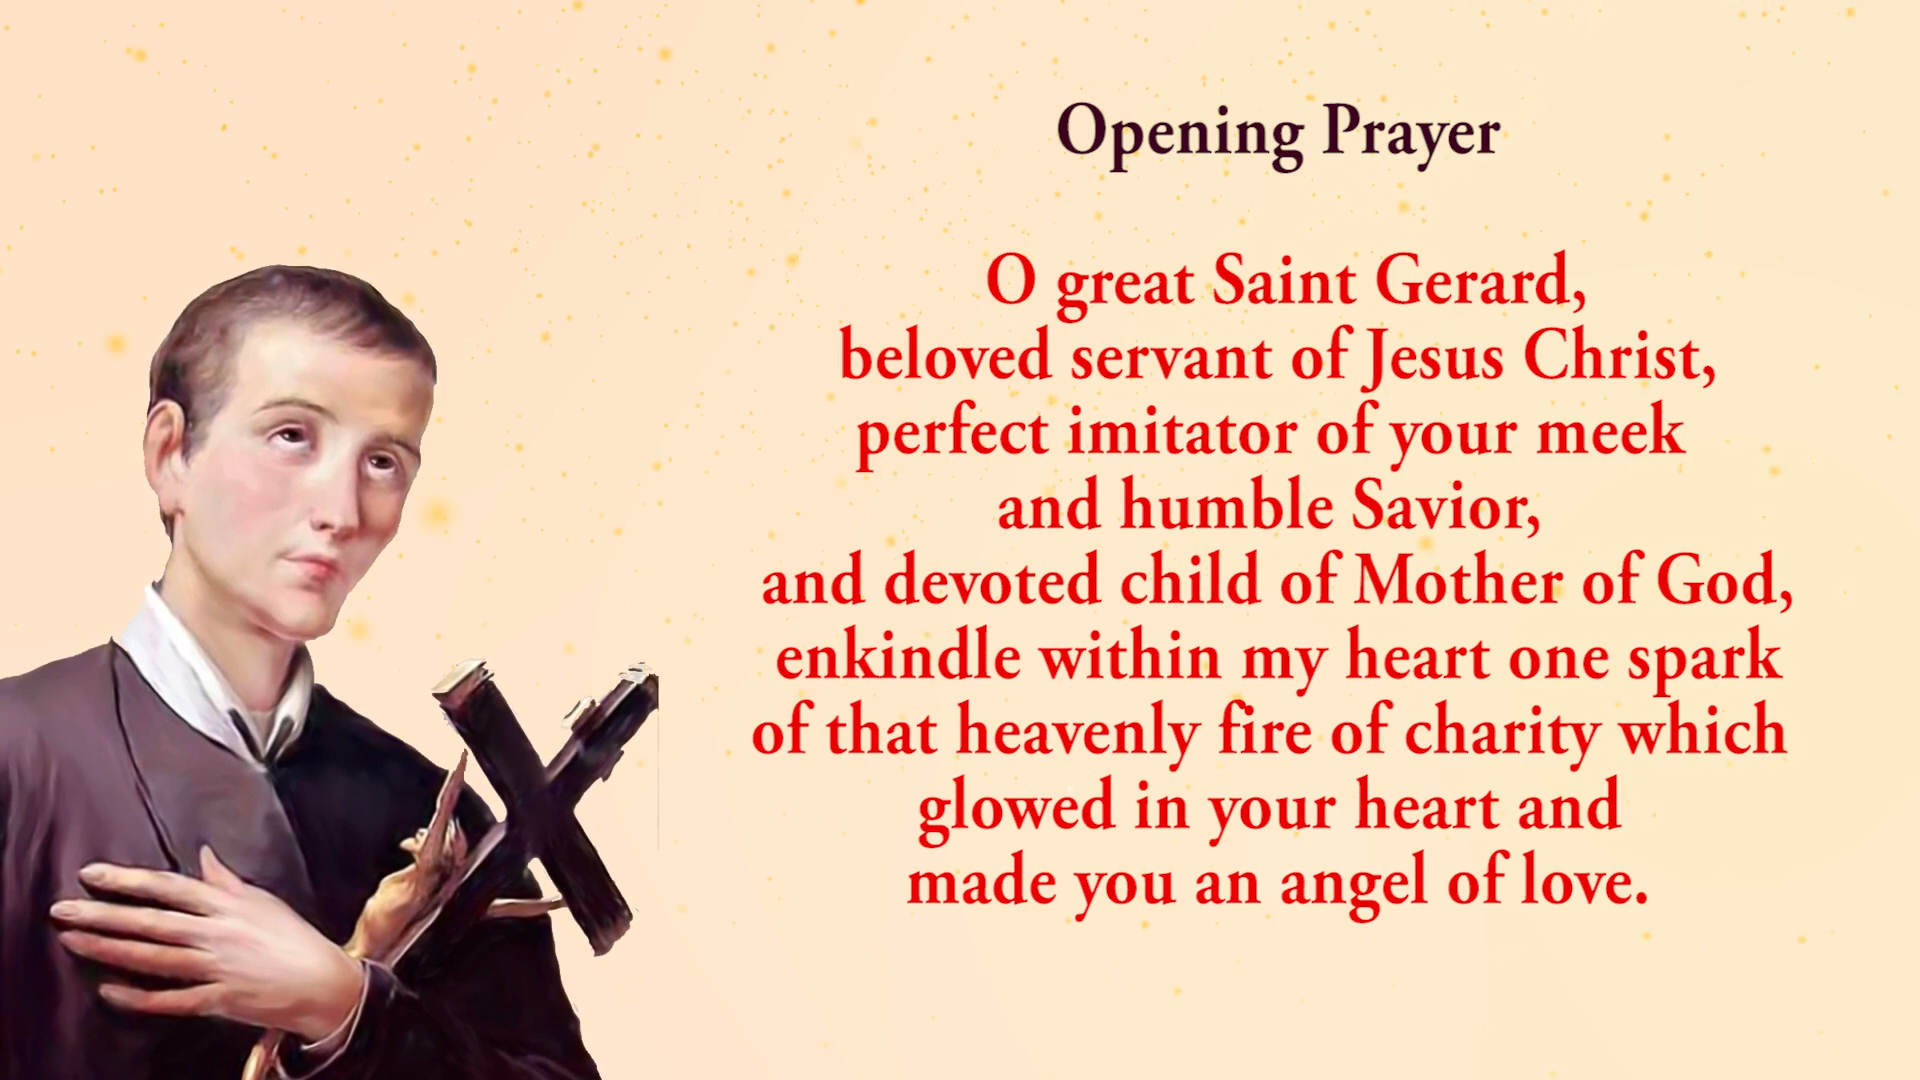 Opening Prayer
O great Saint Gerard,
beloved servant of Jesus Christ,
perfect imitator of your meek
and humble Savior,
and devoted child of Mother of God,
enkindle within my heart one spark
of that heavenly fire of charity which
glowed in your heart and
made you an angel of love.